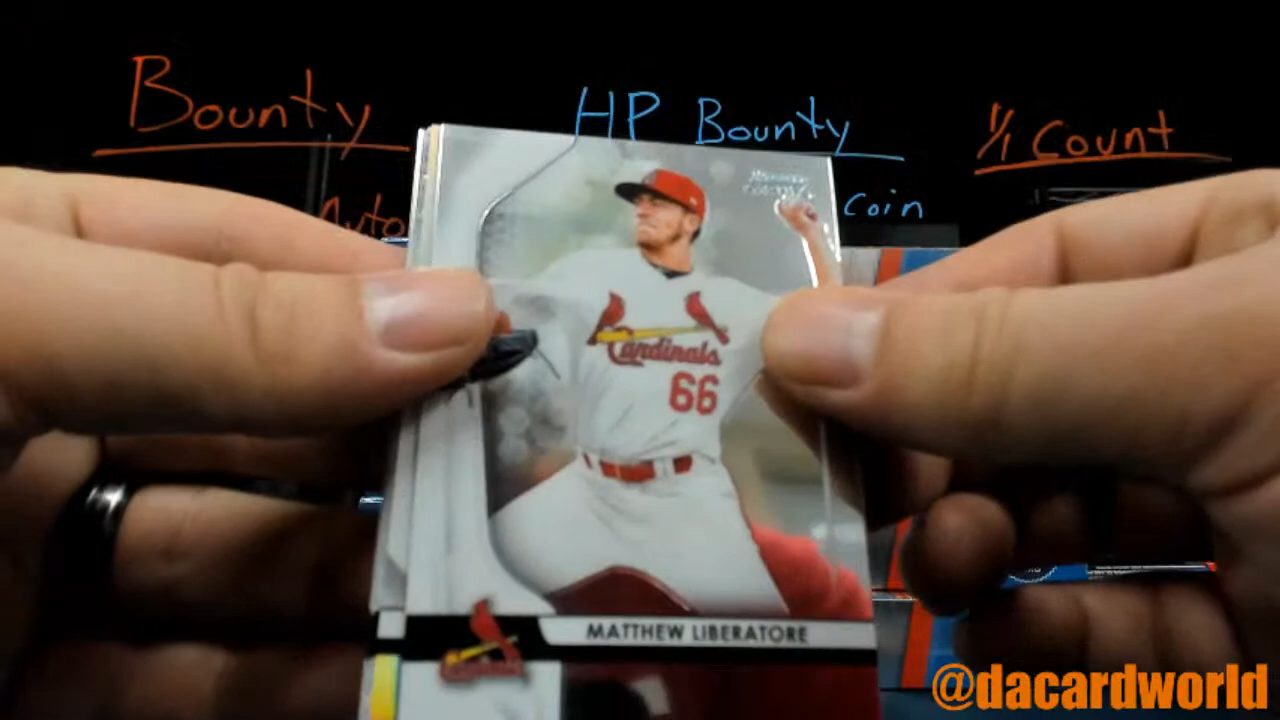 Bounty
HP Bounty
1/1 Count
Auto
Coin
Cardinals
66
MATTHEW LIBERATORE
@dacardworld